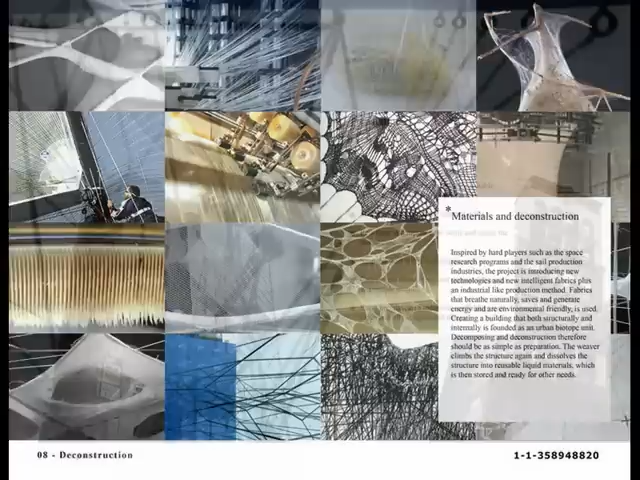 *Materials and deconstruction
Inspired by hard players such as the space
research programs and the sail production
industries, the project is introducing new
technologies and new intelligent fabrics plus
an industrial like production method. Fabrics
that breathe naturally, saves and generate
energy and are environmental friendly, is used.
Creating a building that both structurally and
internally is founded as an urban biotope unit.
Decomposing and deconstruction therefore
should be as simple as preparation. The weaver
climbs the structure again and dissolves the
structure into reusable liquid materials, which
is then stored and ready for other needs.
08 - Deconstruction
1-1-358948820